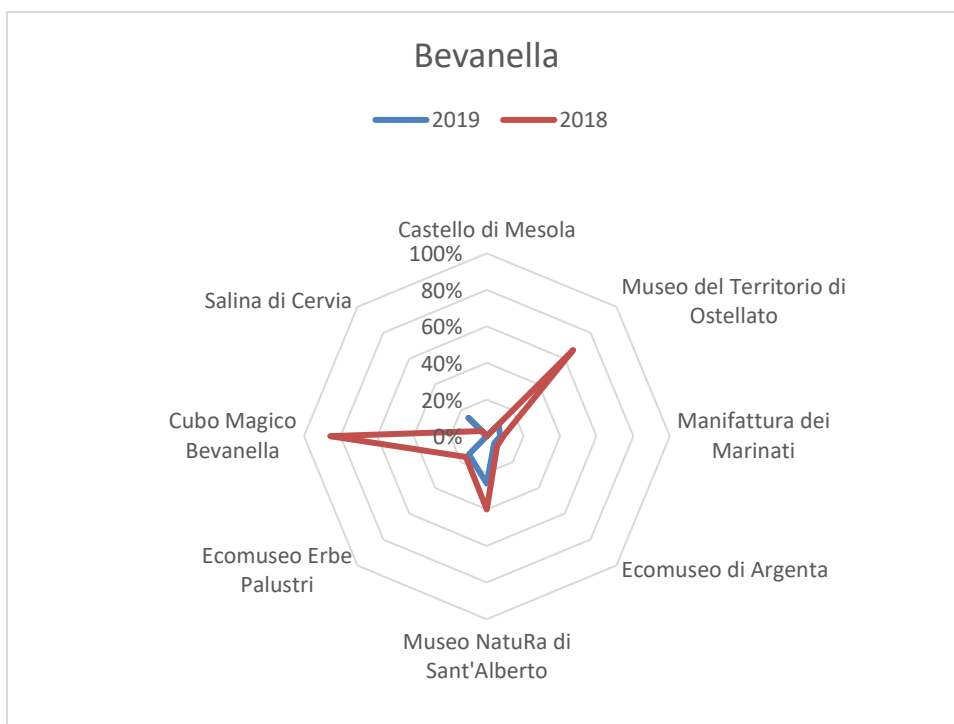 Bevanella
2019 2018
Castello di Mesola
100%
80%
60%
40%
20%
0%
Museo del Territorio di
Ostellato
Manifattura dei
Marinati
Ecomuseo di Argenta
Museo NatuRa di
Sant'Alberto
Ecomuseo Erbe
Palustri
Cubo Magico
Bevanella
Salina di Cervia